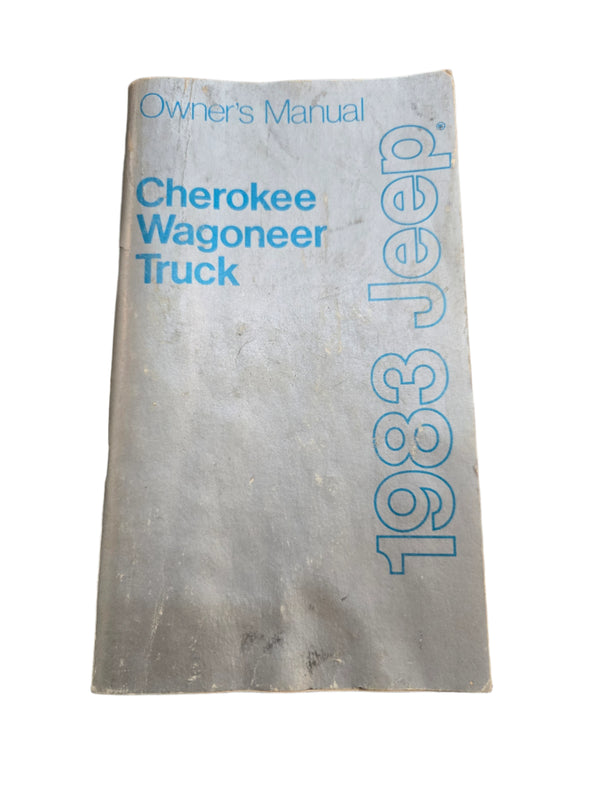 Owner's Manual
Cherokee
Wagoneer
Truck
1983 Jeep®